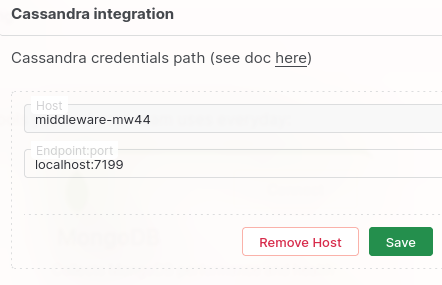 Cassandra integration
Cassandra credentials path (see doc here)
Host
middleware-mw44
Endpoint:port
localhost:7199
Remove Host
Save